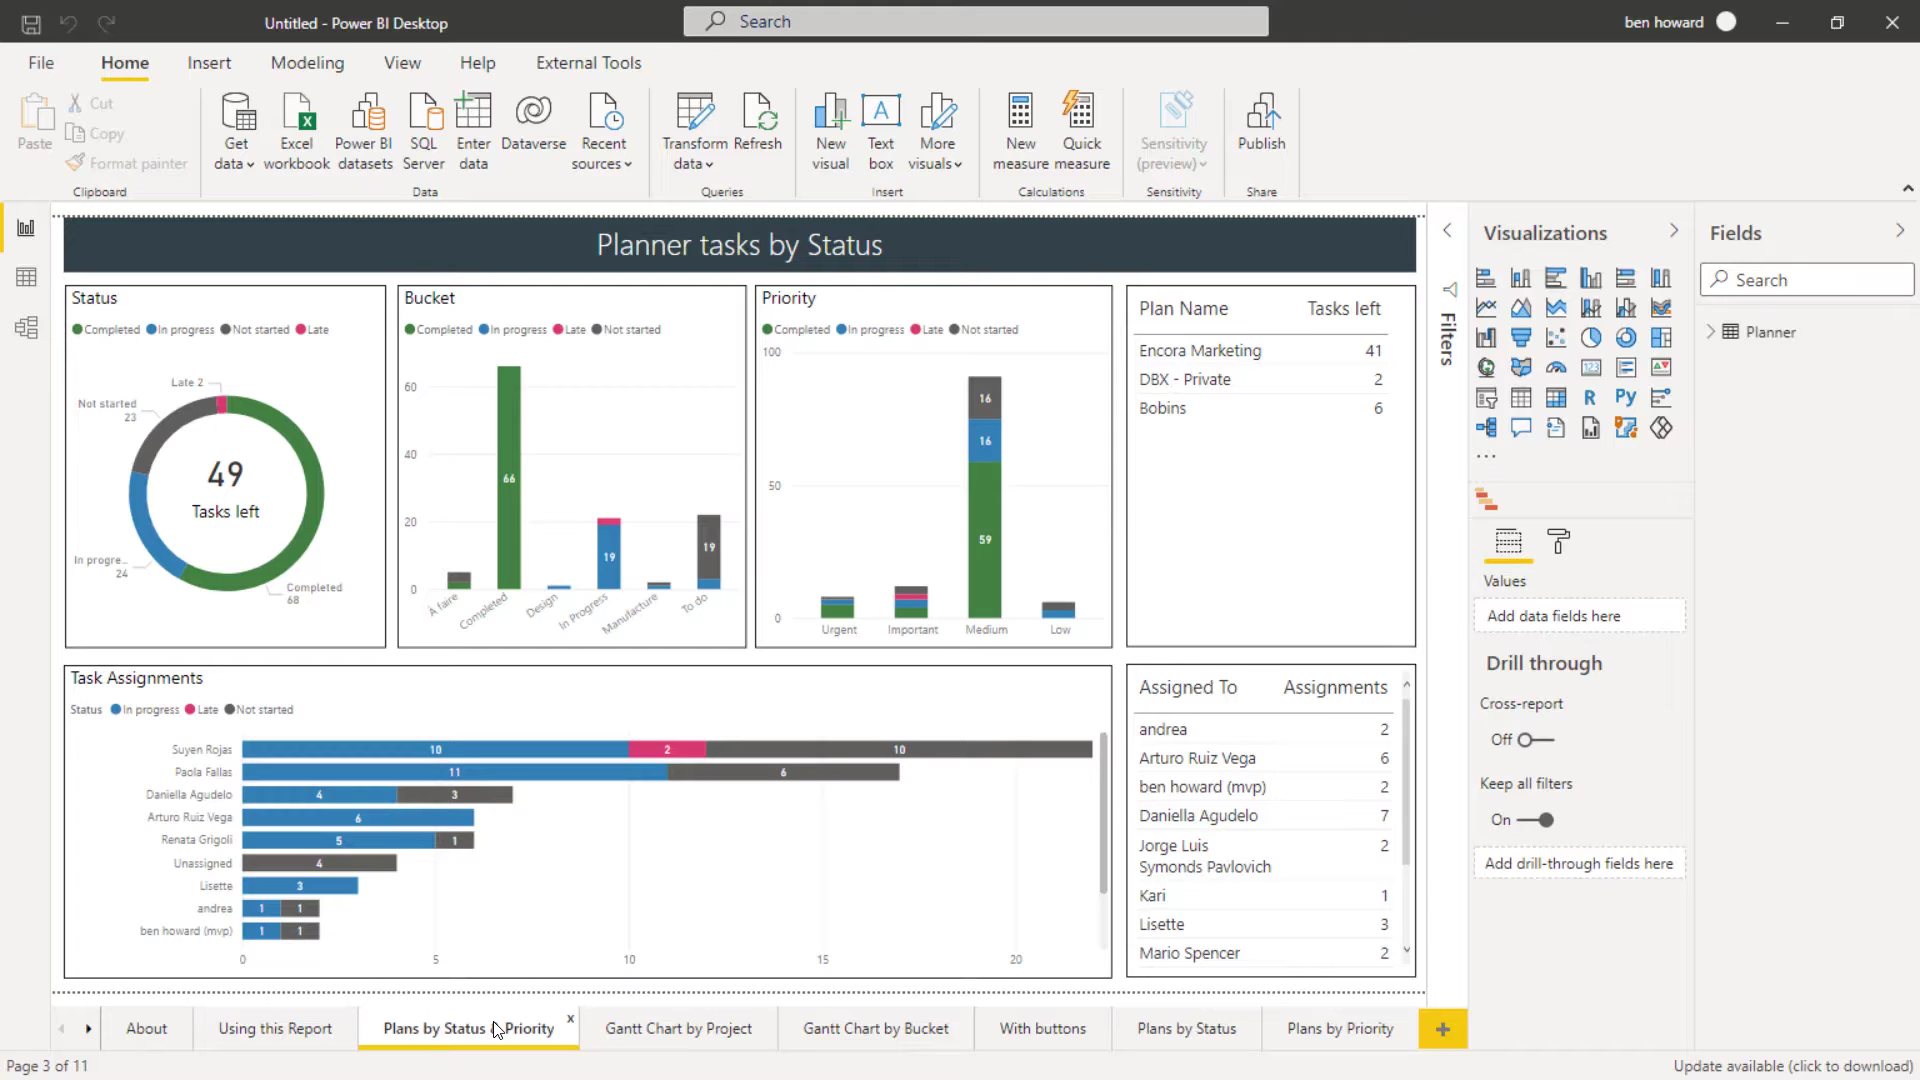 Untitled - Power BI Desktop
Search
ben howard
File Home Insert Modeling View Help External Tools
Paste
Cut
Copy
Format painter
Clipboard
Get data
Excel workbook
Power BI datasets
SQL Server
Enter data
Dataverse
Recent sources
Data
Transform data
Refresh
Queries
New visual
Text box
More visuals
Insert
New measure
Quick measure
Calculations
Sensitivity (preview)
Sensitivity
Publish
Share
Planner tasks by Status
Status
Completed In progress Not started Late
Late 2
Not started
23
49
Tasks left
In progre...
24
Completed
68
Bucket
Completed In progress Late Not started
60
40
20
0
66
19
19
À faire Completed Design In Progress Manufacture To do
Priority
Completed In progress Late Not started
100
50
0
16
16
59
Urgent Important Medium Low
Plan Name Tasks left
Encora Marketing 41
DBX - Private 2
Bobins 6
Task Assignments
Status In progress Late Not started
Suyen Rojas 10 2 10
Paola Fallas 11 6
Daniella Agudelo 4 3
Arturo Ruiz Vega 6
Renata Grigoli 5 1
Unassigned 4
Lisette 3
andrea 1 1
ben howard (mvp) 1 1
0 5 10 15 20
Assigned To Assignments
andrea 2
Arturo Ruiz Vega 6
ben howard (mvp) 2
Daniella Agudelo 7
Jorge Luis 2
Symonds Pavlovich
Kari 1
Lisette 3
Mario Spencer 2
Filters
Visualizations
R Py
...
Values
Add data fields here
Drill through
Cross-report
Off
Keep all filters
On
Add drill-through fields here
Fields
Search
Planner
About
Using this Report
Plans by Status & Priority x
Gantt Chart by Project
Gantt Chart by Bucket
With buttons
Plans by Status
Plans by Priority
+
Page 3 of 11
Update available (click to download)